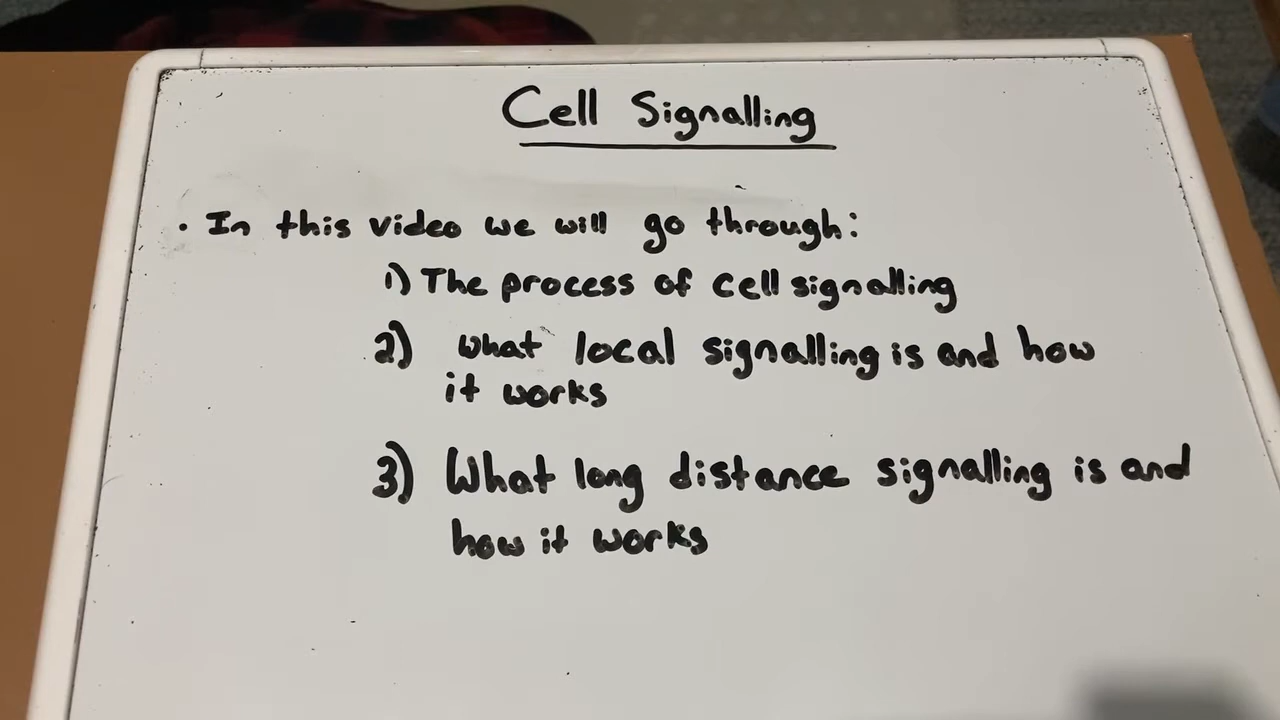 Cell Signalling
• In this video we will go through:
1) The process of cell signalling
2) what local signalling is and how
it works
3) What long distance signalling is and
how it works